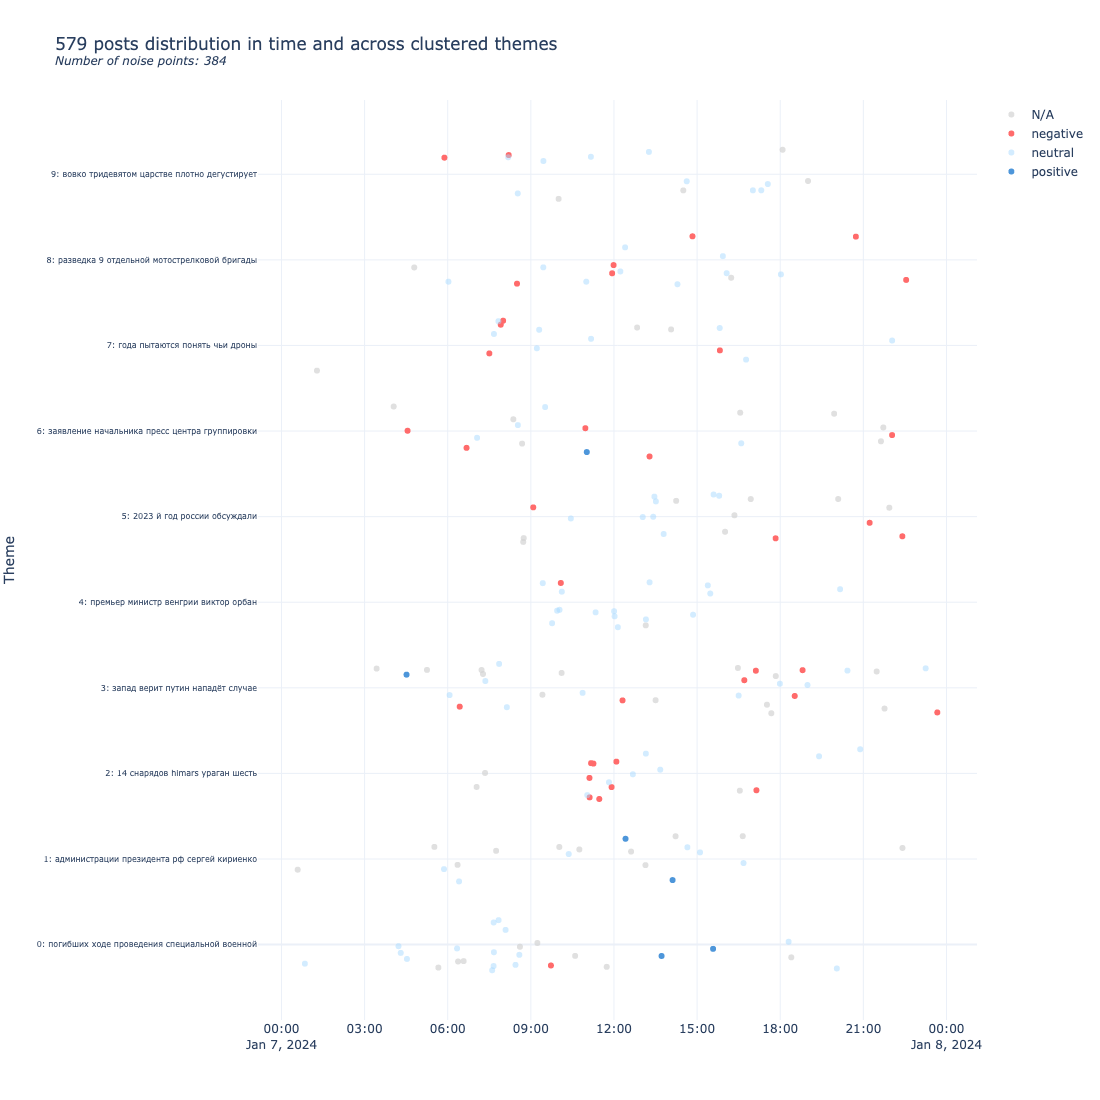 579 posts distribution in time and across clustered themes
Number of noise points: 384
N/A
negative
neutral
positive
9: вовко тридевятом царстве плотно дегустирует
8: разведка 9 отдельной мотострелковой бригады
7: года пытаются понять чьи дроны
6: заявление начальника пресс центра группировки
5: 2023 й год россии обсуждали
4: премьер министр венгрии виктор орбан
3: запад верит путин нападёт случае
2: 14 снарядов himars ураган шесть
1: администрации президента рф сергей кириенко
0: погибших ходе проведения специальной военной
Theme
00:00 03:00 06:00 09:00 12:00 15:00 18:00 21:00 00:00
Jan 7, 2024 Jan 8, 2024